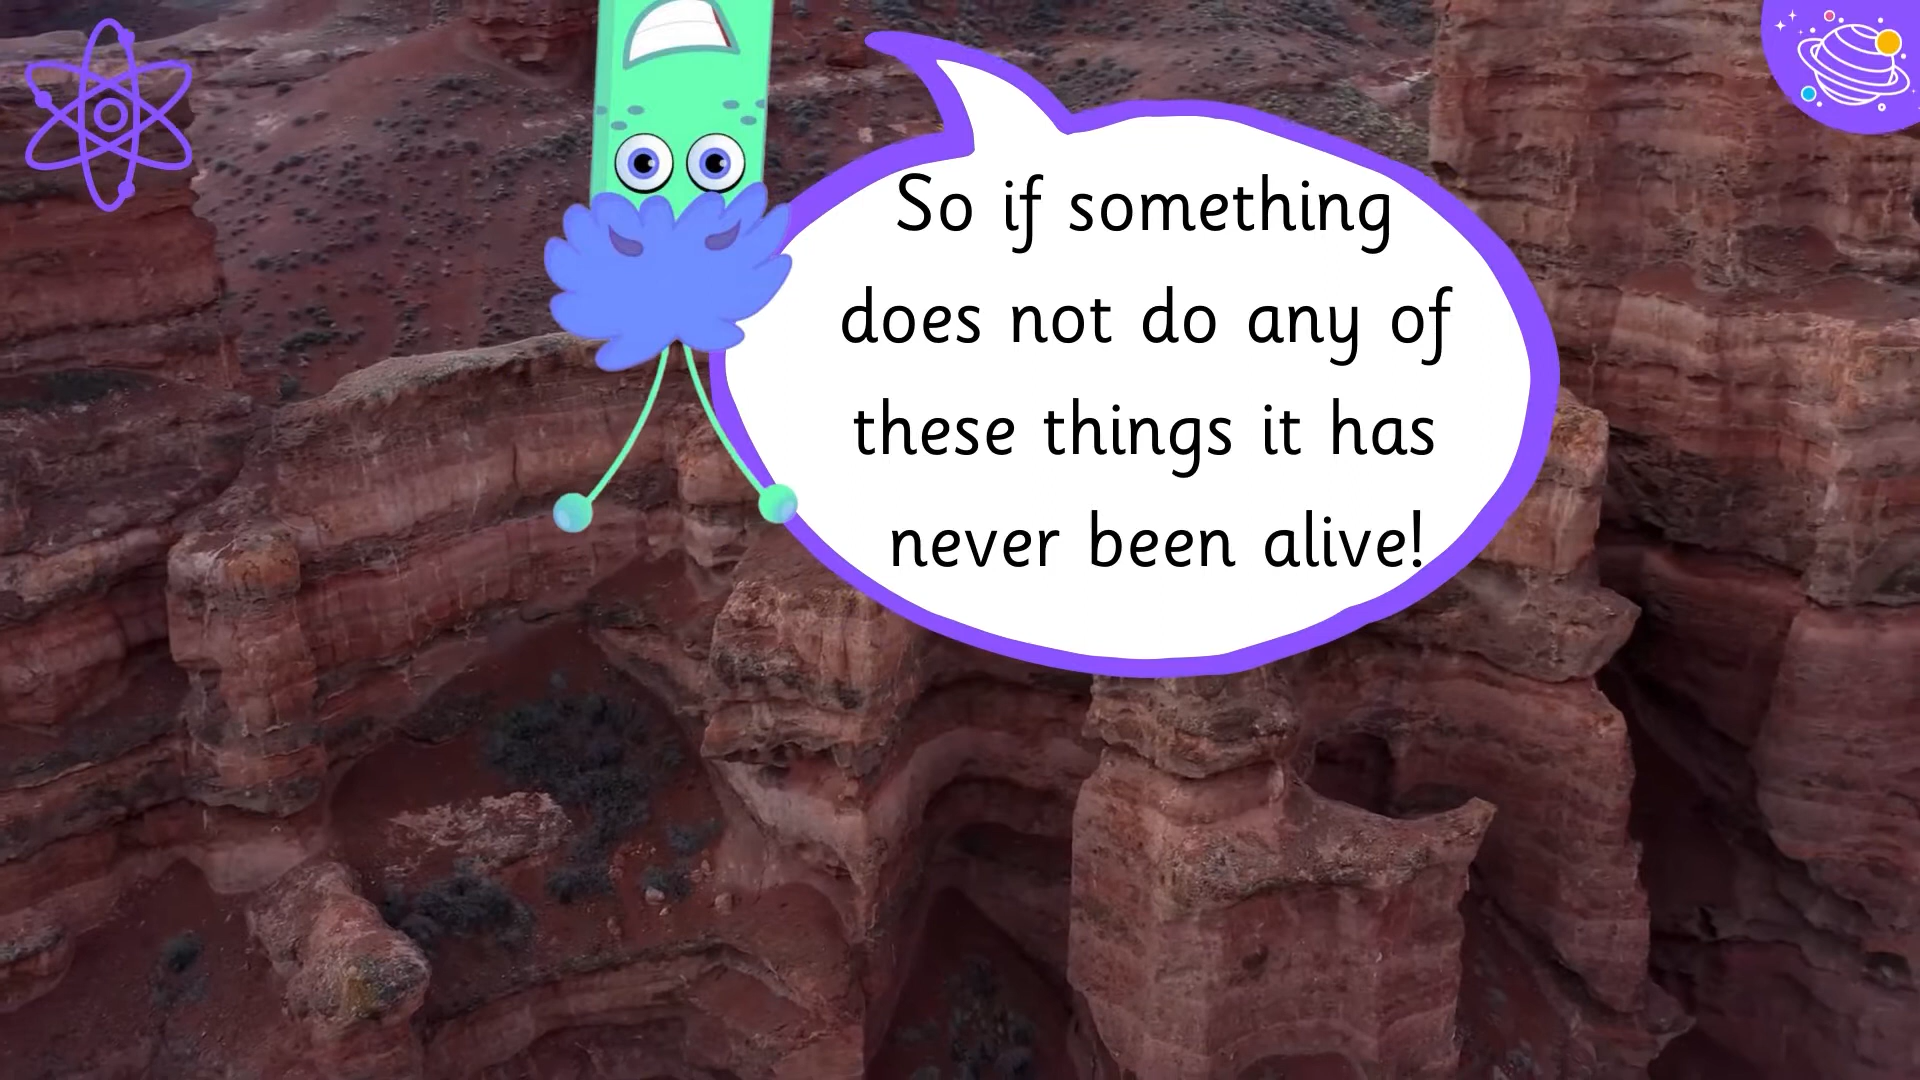 So if something
does not do any of
these things it has
never been alive!